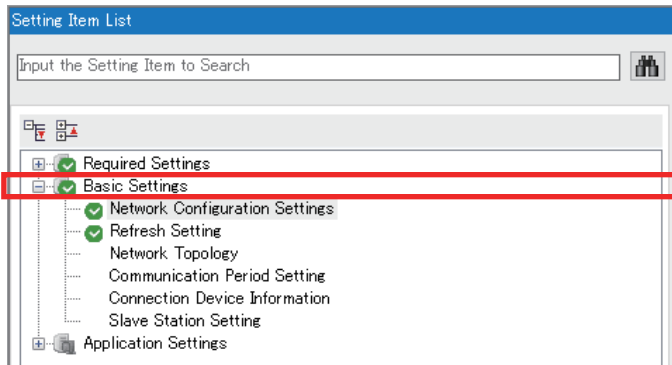 Setting Item List
Input the Setting Item to Search
Required Settings
Basic Settings
Network Configuration Settings
Refresh Setting
Network Topology
Communication Period Setting
Connection Device Information
Slave Station Setting
Application Settings